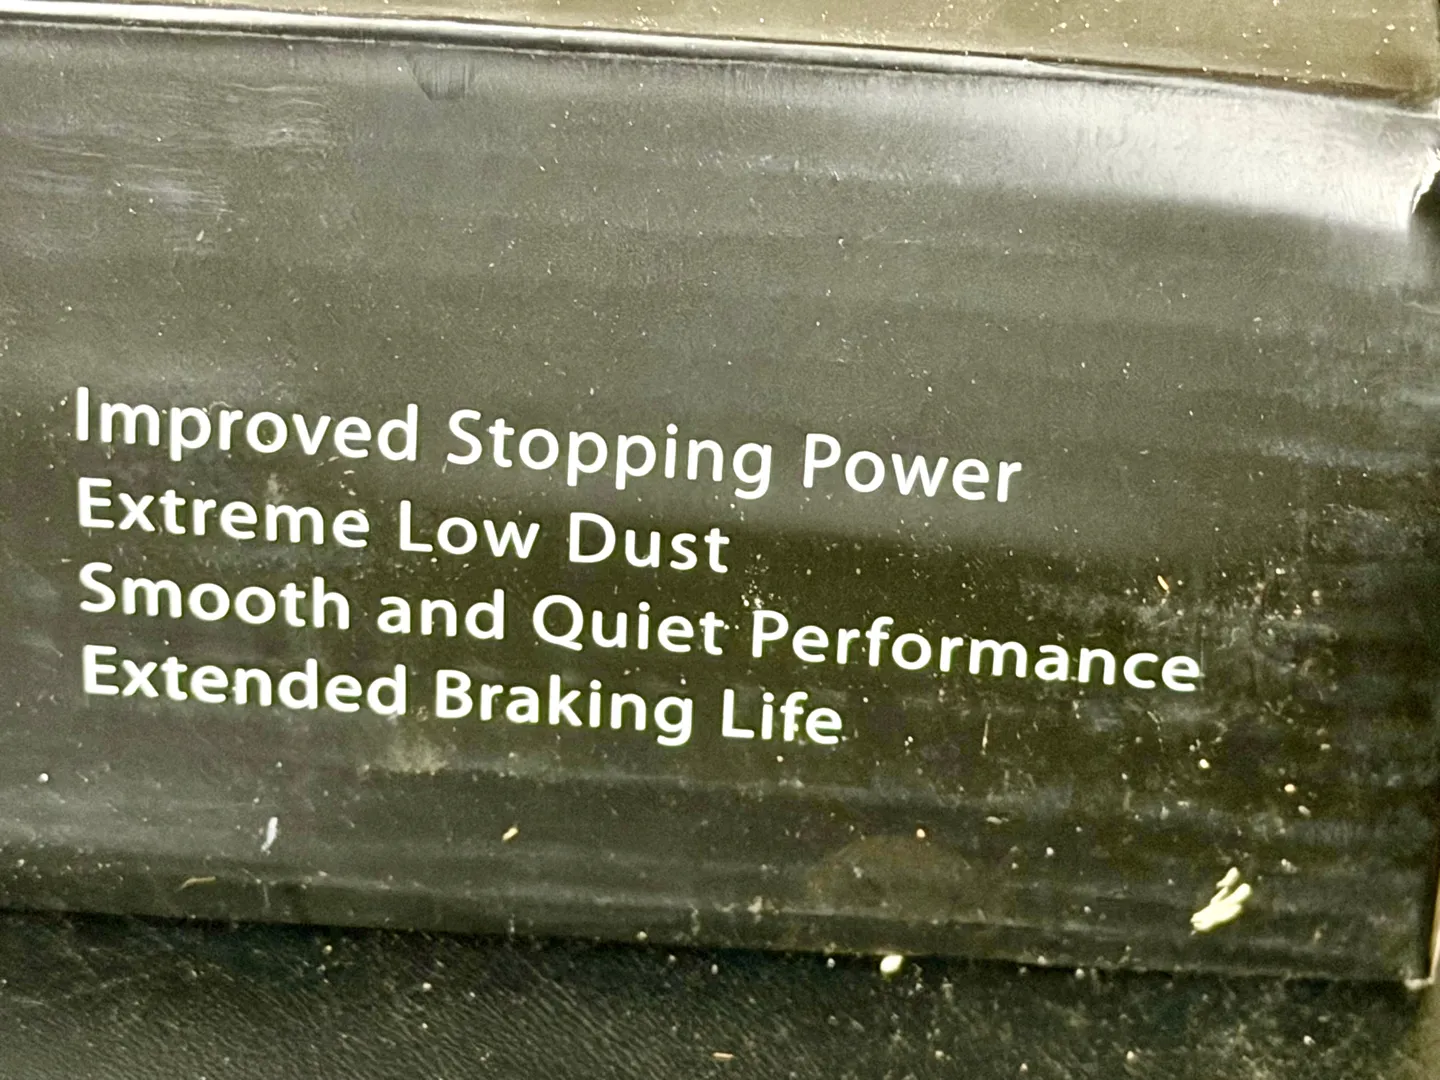 Improved Stopping Power
Extreme Low Dust
Smooth and Quiet Performance
Extended Braking Life